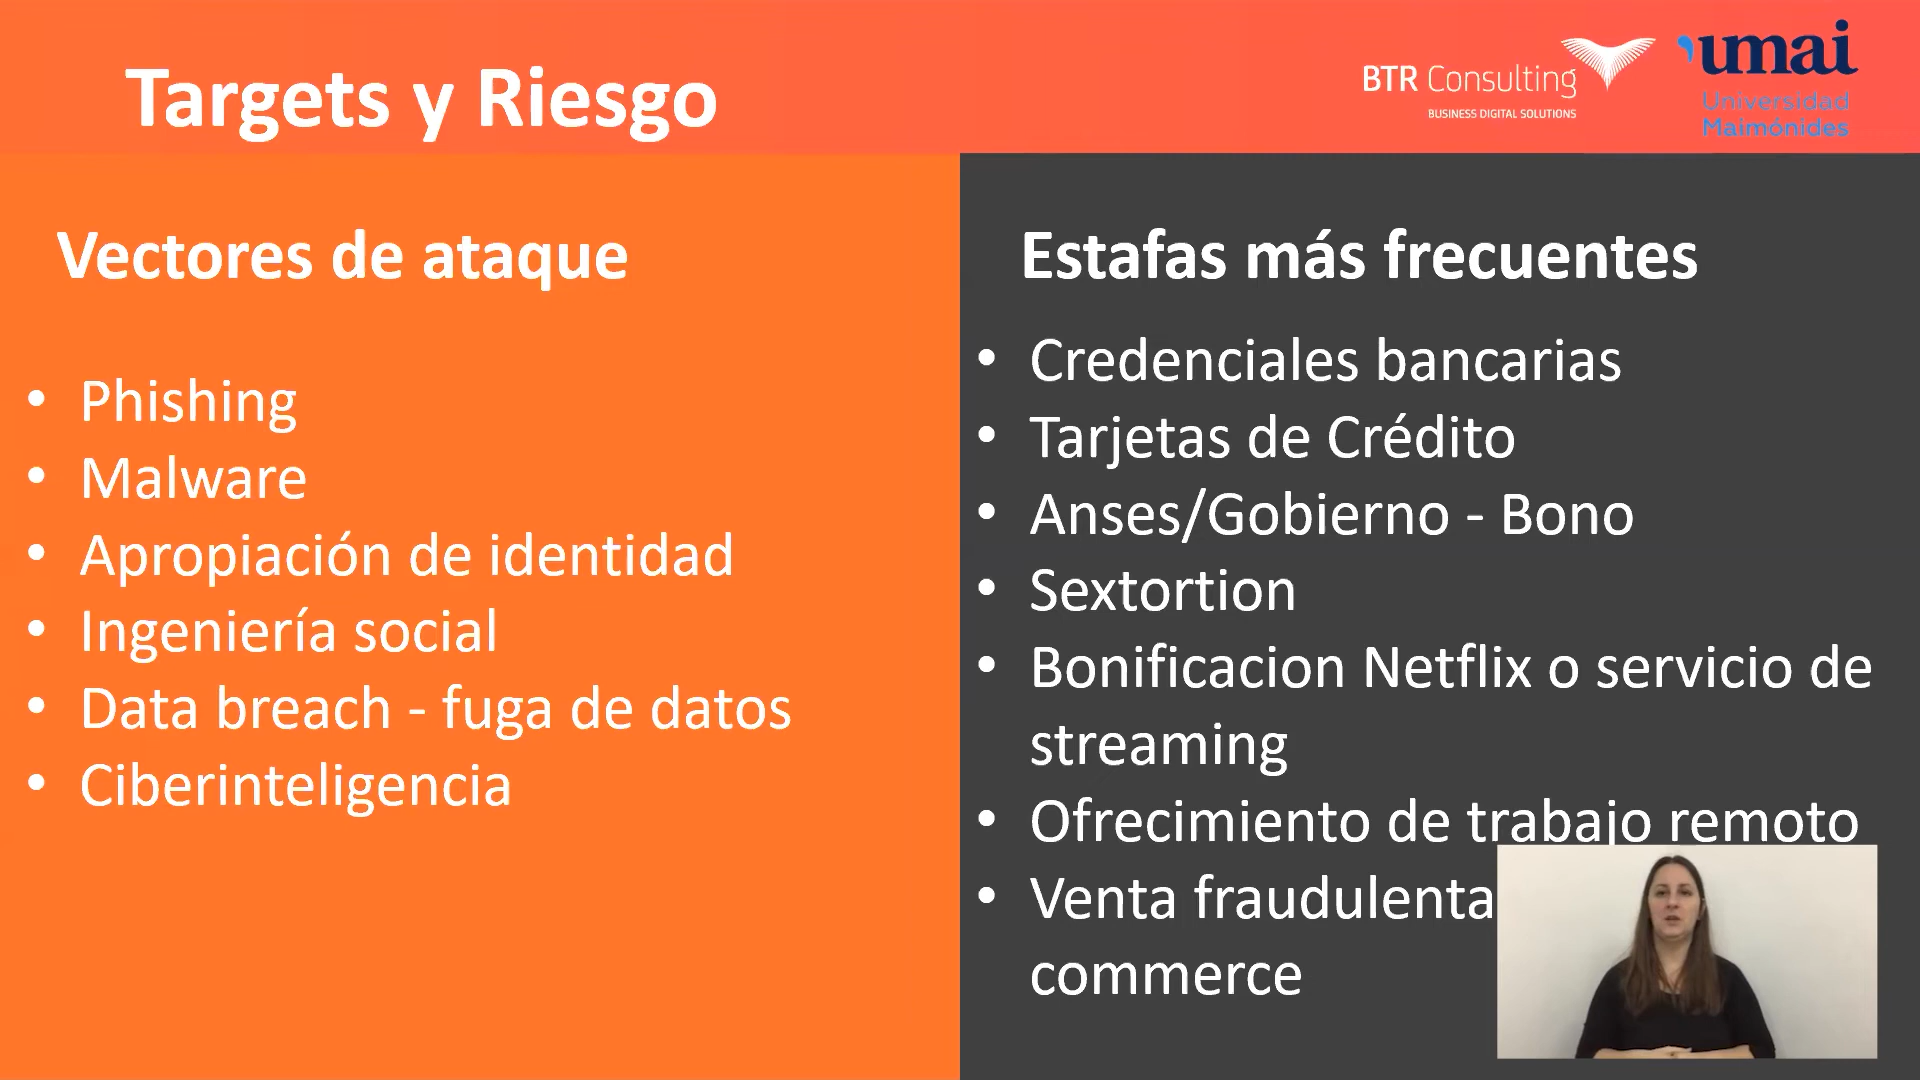 Targets y Riesgo
BTR Consulting
BUSINESS DIGITAL SOLUTIONS
umai
Universidad
Maimónides
Vectores de ataque
• Phishing
• Malware
• Apropiación de identidad
• Ingeniería social
• Data breach - fuga de datos
• Ciberinteligencia
Estafas más frecuentes
• Credenciales bancarias
• Tarjetas de Crédito
• Anses/Gobierno - Bono
• Sextortion
• Bonificacion Netflix o servicio de
streaming
• Ofrecimiento de trabajo remoto
• Venta fraudulenta
commerce